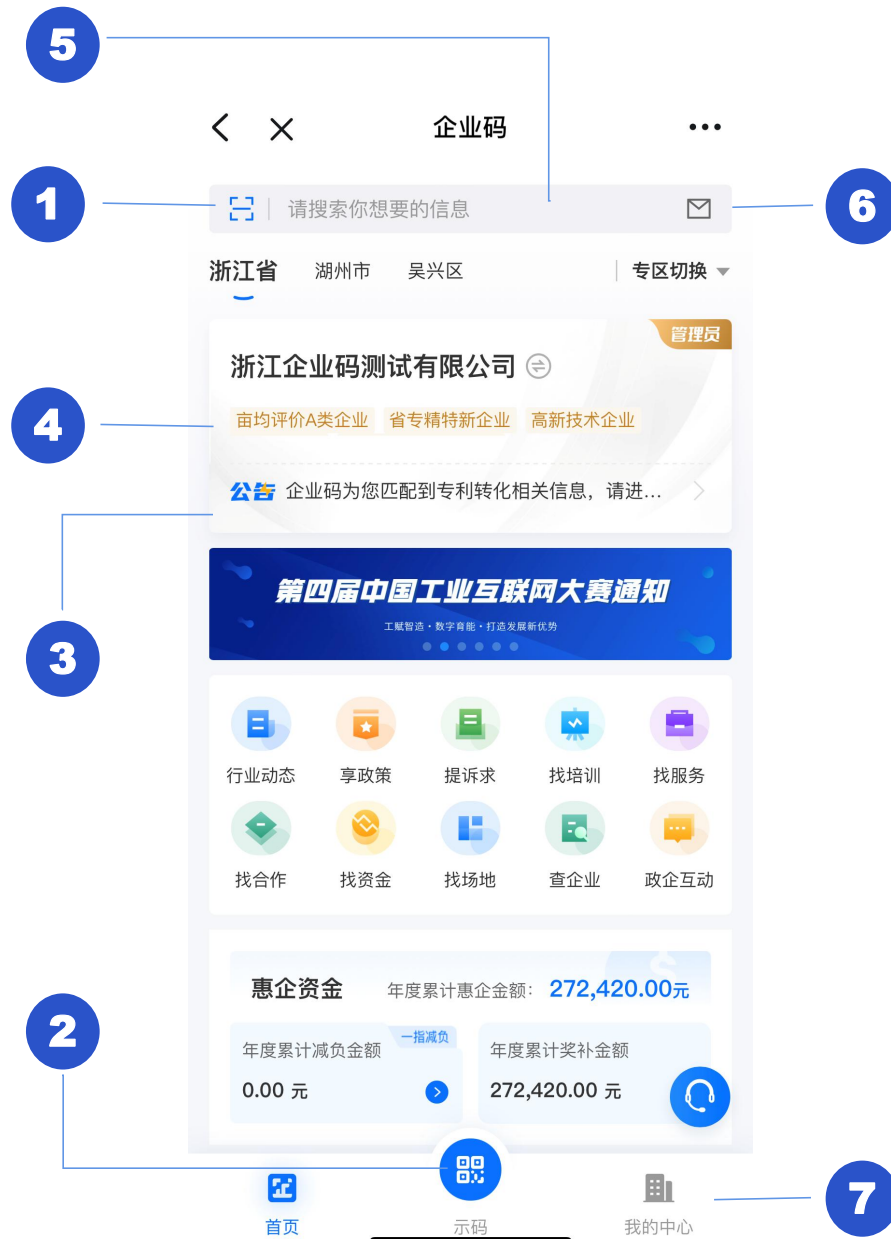 5
企业码
1
请搜索你想要的信息
6
浙江省 湖州市 吴兴区 专区切换
管理员
浙江企业码测试有限公司
4
亩均评价A类企业 省专精特新企业 高新技术企业
公告 企业码为您匹配到专利转化相关信息，请进...
3
第四届中国工业互联网大赛通知
工赋智造·数字育能·打造发展新优势
行业动态 享政策 提诉求 找培训 找服务
找合作 找资金 找场地 查企业 政企互动
惠企资金 年度累计惠企金额: 272,420.00元
2
一指减负
年度累计减负金额 年度累计奖补金额
0.00 元 272,420.00 元
7
首页 示码 我的中心